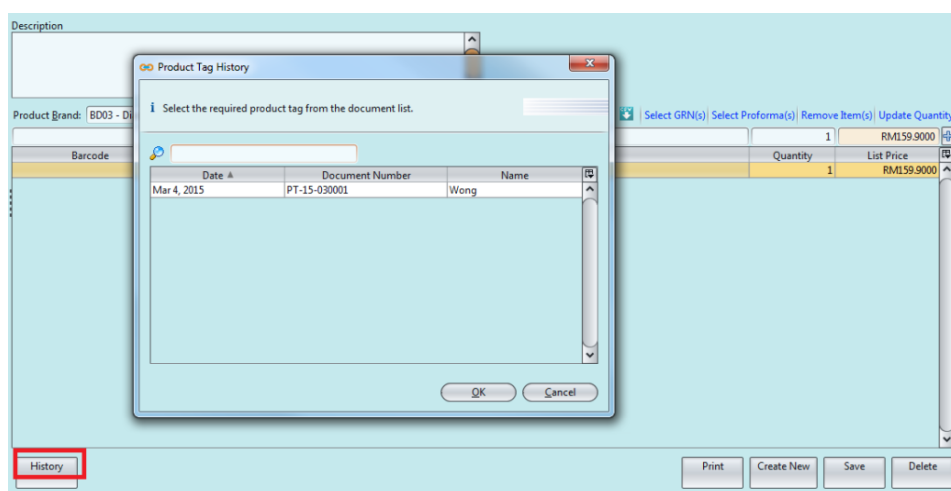 Description
Product Tag History
i Select the required product tag from the document list.
Product Brand: BD03 - Di
Select GRN(s) Select Proforma(s) Remove Item(s) Update Quantity
1 RM159.9000
Barcode Quantity List Price
1 RM159.9000
Date Document Number Name
Mar 4, 2015 PT-15-030001 Wong
OK Cancel
History Print Create New Save Delete